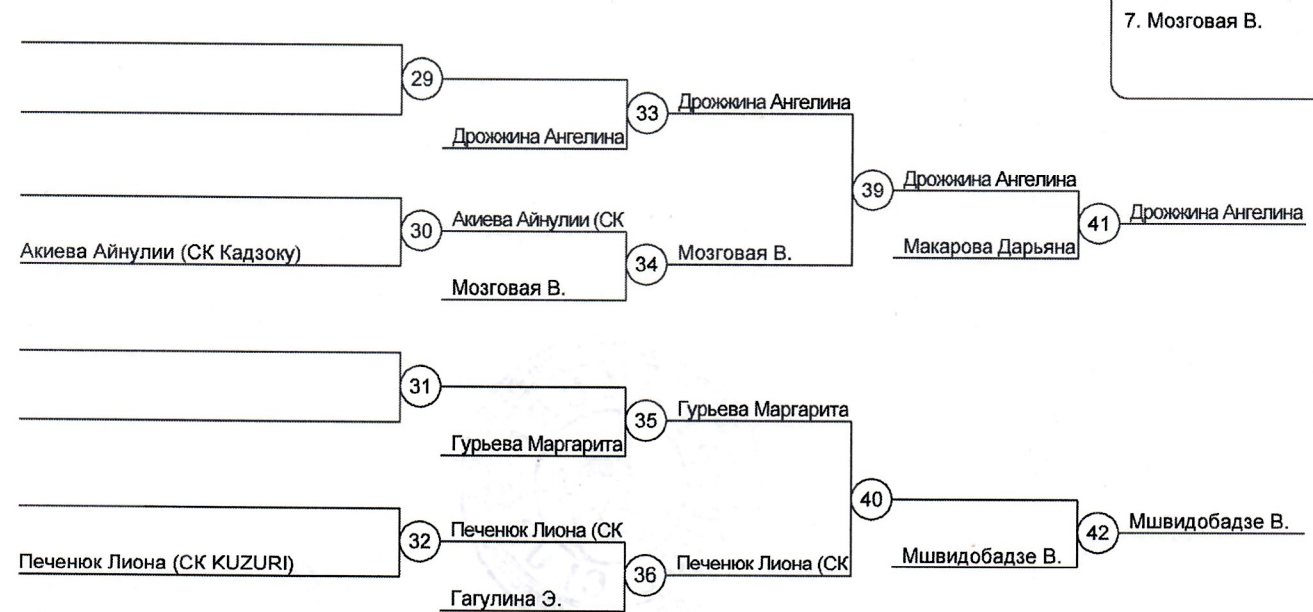 7. Мозговая В.
29
33
Дрожжина Ангелина
Дрожжина Ангелина
39
Дрожжина Ангелина
41
Дрожжина Ангелина
30
Акиева Айнулии (СК
Акиева Айнулии (СК Кадзоку)
34
Мозговая В.
Макарова Дарьяна
Мозговая В.
31
35
Гурьева Маргарита
Гурьева Маргарита
40
32
Печенюк Лиона (СК
42
Мшвидобадзе В.
Печенюк Лиона (СК KUZURI)
36
Печенюк Лиона (СК
Мшвидобадзе В.
Гагулина Э.